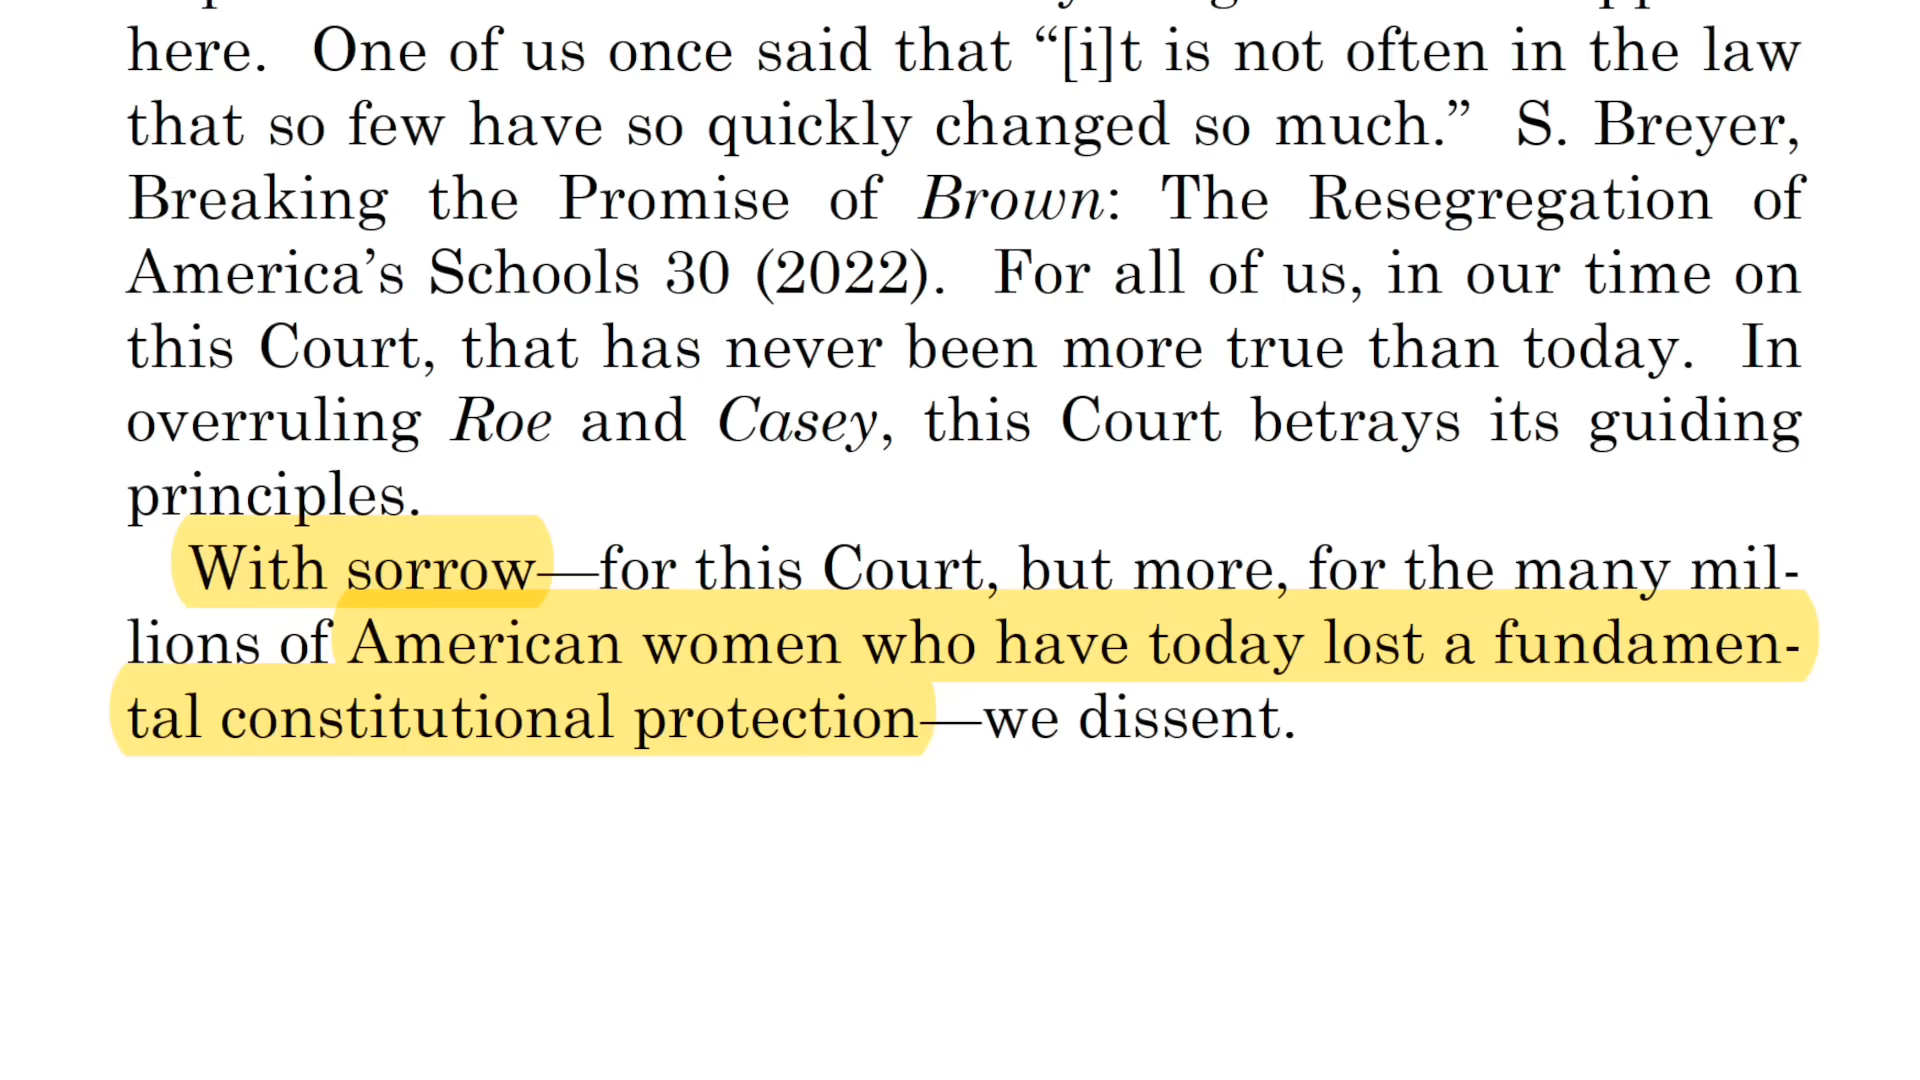 here. One of us once said that “[i]t is not often in the law
that so few have so quickly changed so much.” S. Breyer,
Breaking the Promise of Brown: The Resegregation of
America’s Schools 30 (2022). For all of us, in our time on
this Court, that has never been more true than today. In
overruling Roe and Casey, this Court betrays its guiding
principles.
With sorrow—for this Court, but more, for the many mil-
lions of American women who have today lost a fundamen-
tal constitutional protection—we dissent.